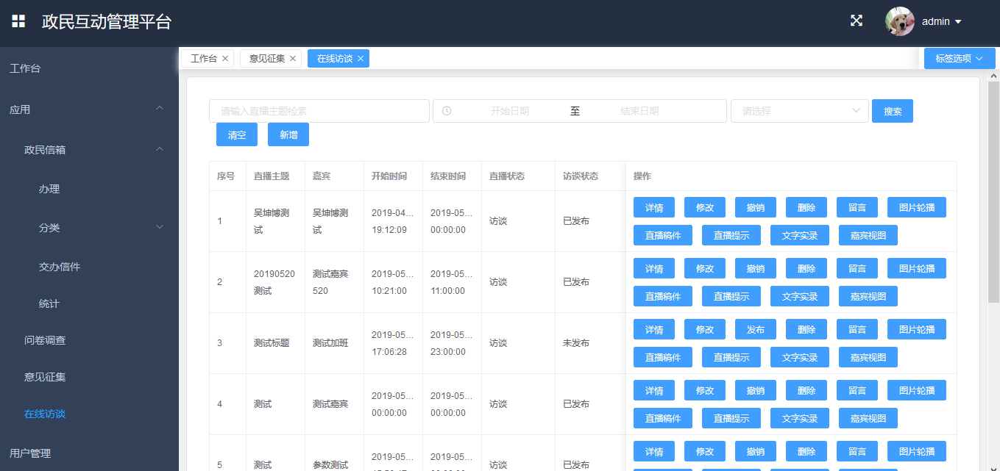 政民互动管理平台
admin
工作台
应用
政民信箱
办理
分类
交办信件
统计
问卷调查
意见征集
在线访谈
用户管理
工作台 意见征集 在线访谈 标签选项
请输入直播主题检索 开始日期 至 结束日期 请选择 搜索
清空 新增
序号 直播主题 嘉宾 开始时间 结束时间 直播状态 访谈状态 操作
1 吴坤博测试 吴坤博测试 2019-04... 19:12:09 2019-05... 00:00:00 访谈 已发布 详情 修改 撤销 删除 留言 图片轮播
直播稿件 直播提示 文字实录 嘉宾视图
2 20190520测试 测试嘉宾520 2019-05... 10:21:00 2019-05... 11:00:00 访谈 已发布 详情 修改 撤销 删除 留言 图片轮播
直播稿件 直播提示 文字实录 嘉宾视图
3 测试标题 测试加班 2019-05... 17:06:28 2019-05... 23:00:00 访谈 未发布 详情 修改 发布 删除 留言 图片轮播
直播稿件 直播提示 文字实录 嘉宾视图
4 测试 测试嘉宾 2019-05... 00:00:00 2019-05... 00:00:00 访谈 已发布 详情 修改 撤销 删除 留言 图片轮播
直播稿件 直播提示 文字实录 嘉宾视图
5 测试 参数测试 2019-05... 2019-05... 访谈 已发布 详情 修改 撤销 删除 留言 图片轮播